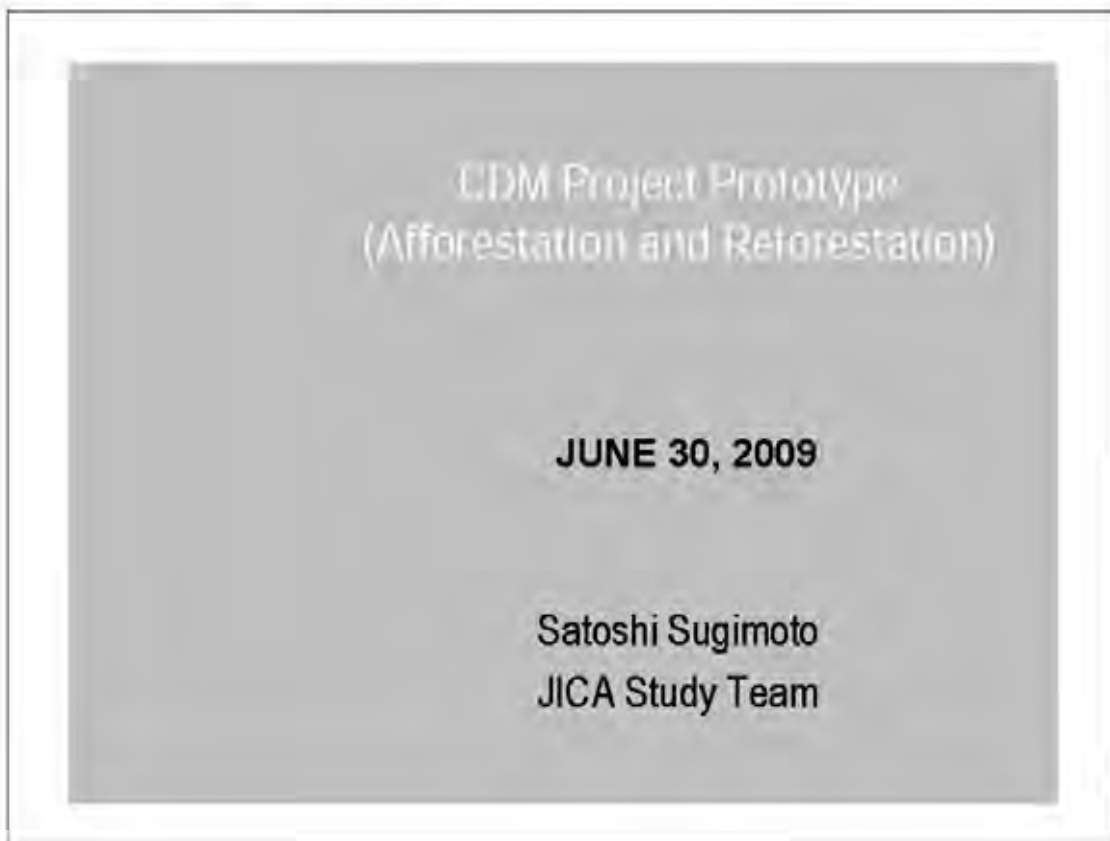 CDM Project Prototype
(Afforestation and Reforestation)
JUNE 30, 2009
Satoshi Sugimoto
JICA Study Team